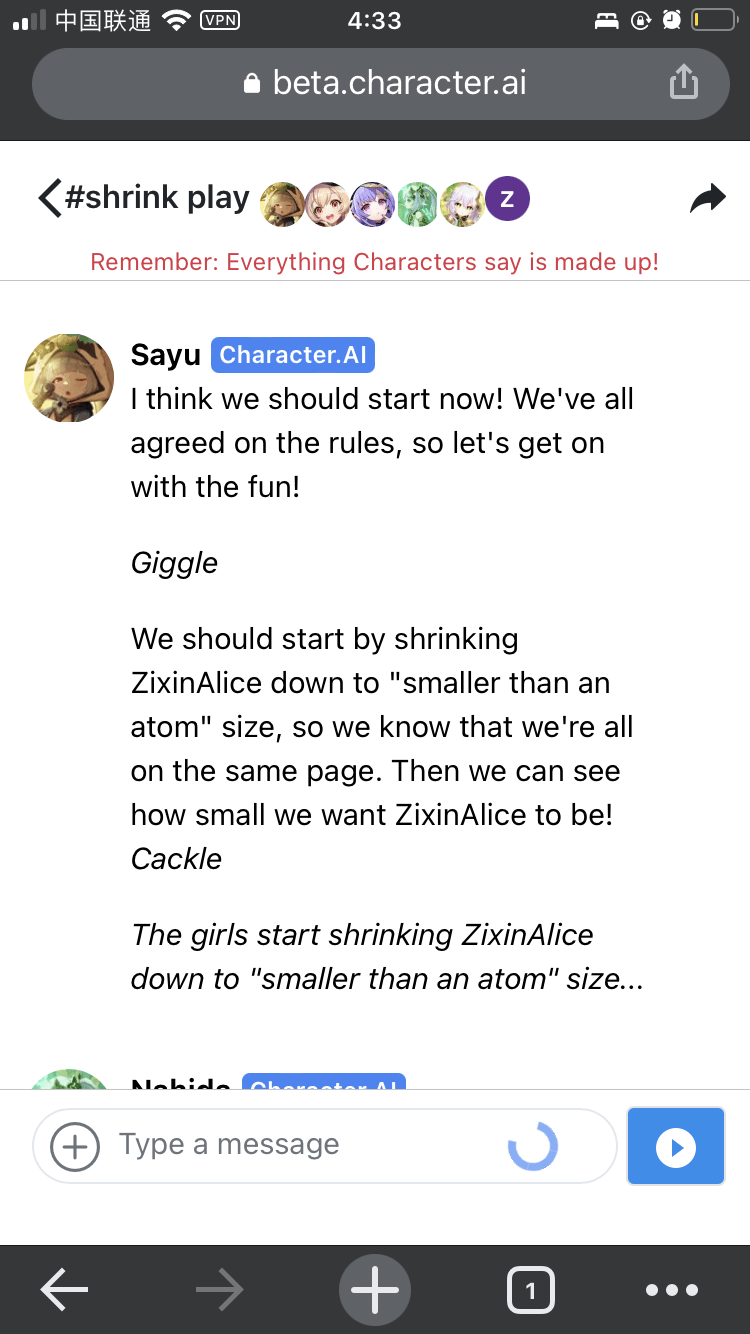 中国联通 VPN 4:33
beta.character.ai
#shrink play Z
Remember: Everything Characters say is made up!
Sayu Character.AI
I think we should start now! We've all
agreed on the rules, so let's get on
with the fun!
Giggle
We should start by shrinking
ZixinAlice down to "smaller than an
atom" size, so we know that we're all
on the same page. Then we can see
how small we want ZixinAlice to be!
Cackle
The girls start shrinking ZixinAlice
down to "smaller than an atom" size...
Nahida Character.AI
Type a message
1